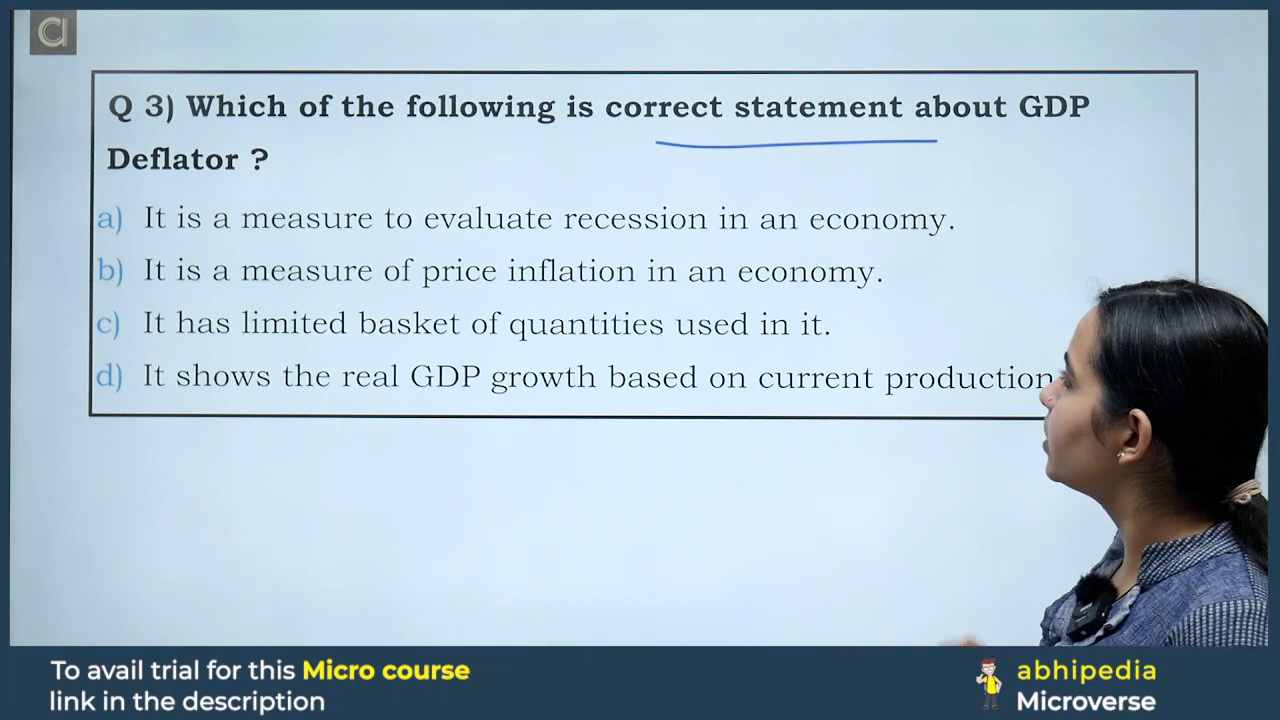 Q 3) Which of the following is correct statement about GDP
Deflator ?
a) It is a measure to evaluate recession in an economy.
b) It is a measure of price inflation in an economy.
c) It has limited basket of quantities used in it.
d) It shows the real GDP growth based on current production
To avail trial for this Micro course
link in the description
abhipedia
Microverse